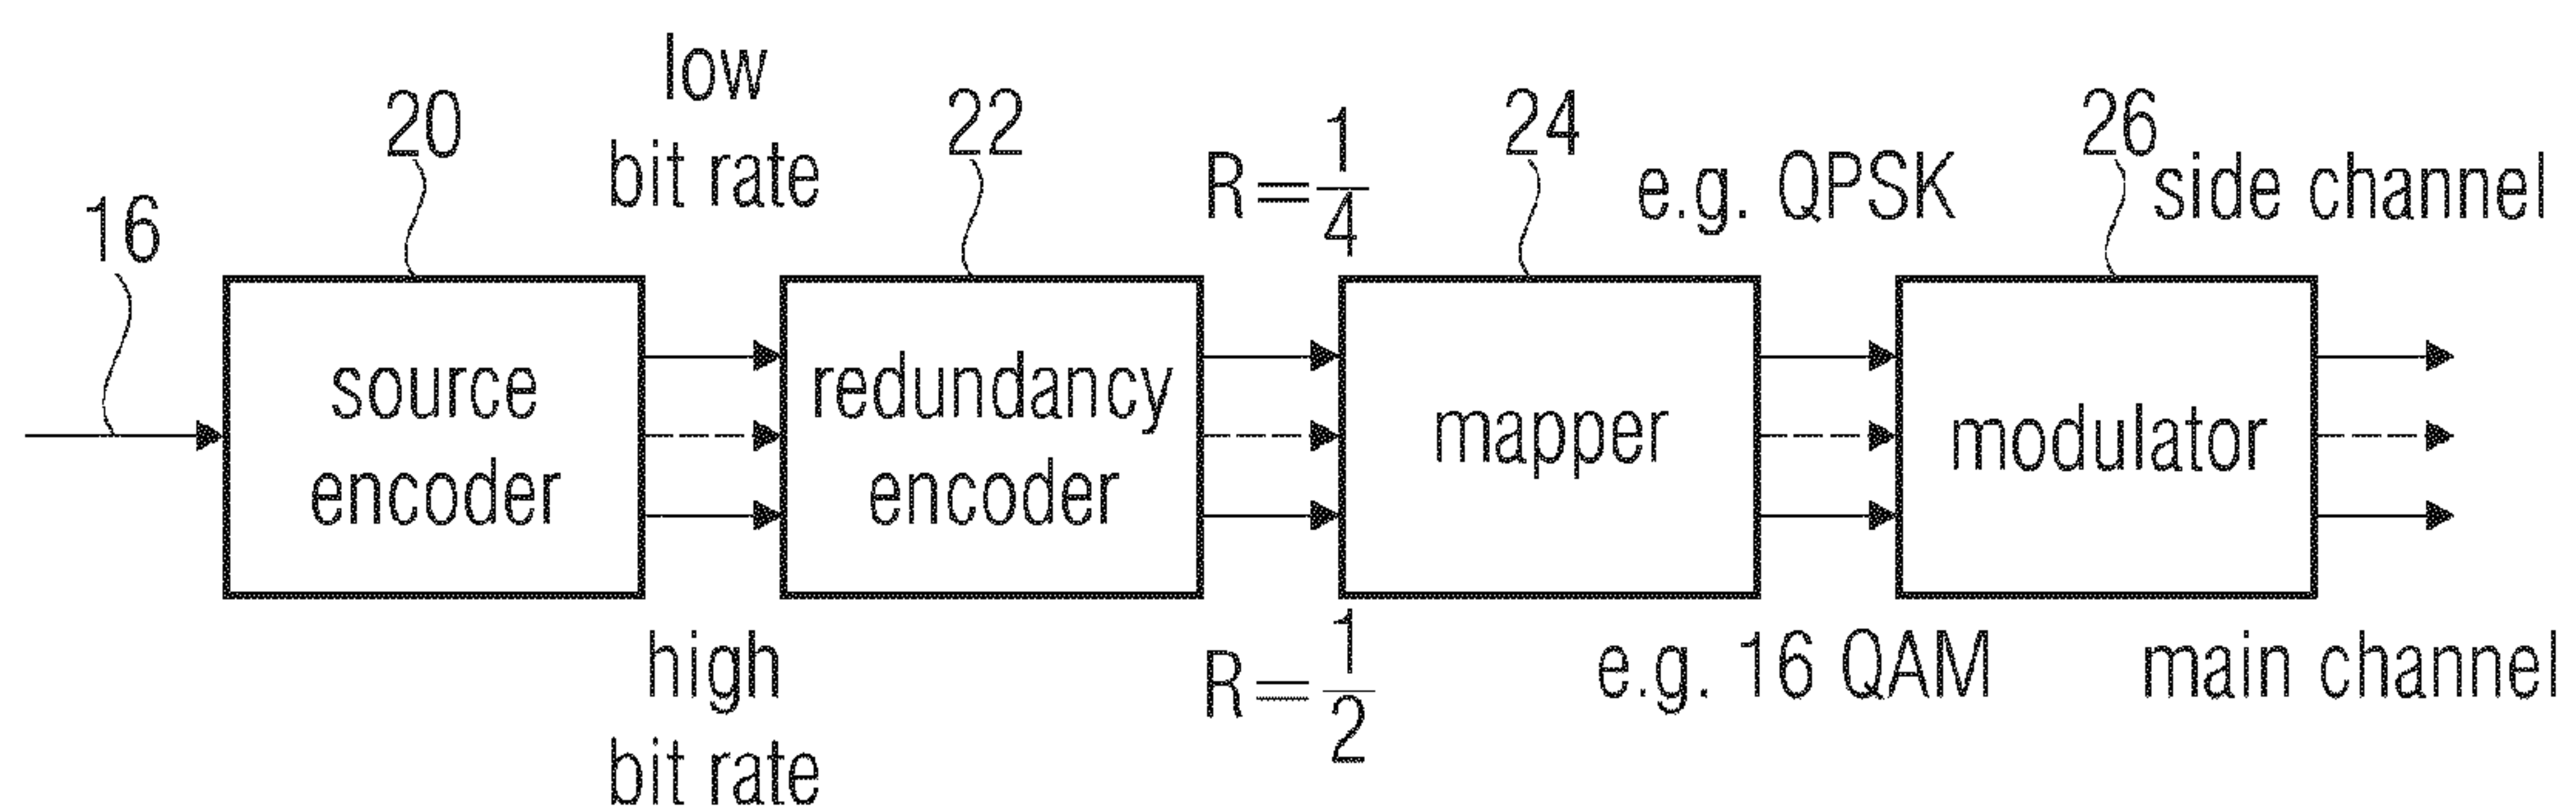 low
bit rate
20
22
R=1/4
24
e.g. QPSK
26
side channel
16
source
encoder
redundancy
encoder
mapper
modulator
high
bit rate
R=1/2
e.g. 16 QAM
main channel